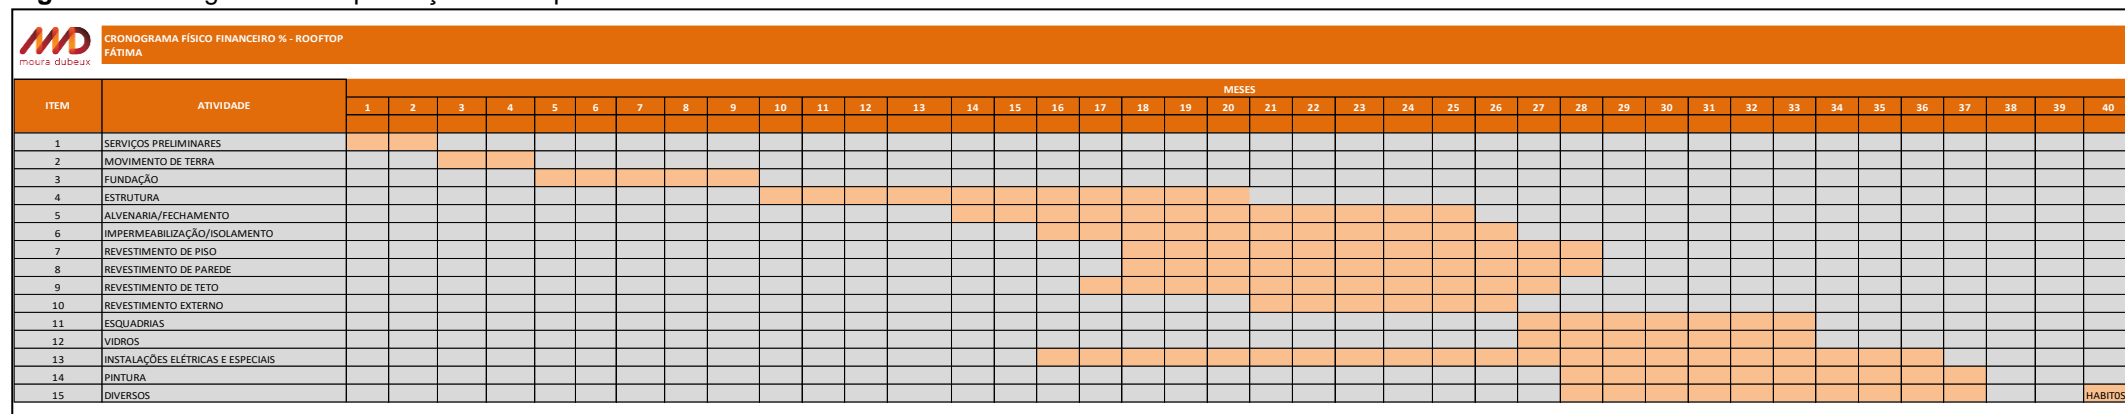 CRONOGRAMA FÍSICO FINANCEIRO % - ROOFTOP
FÁTIMA
moura dubeux
MESES
ITEM ATIVIDADE 1 2 3 4 5 6 7 8 9 10 11 12 13 14 15 16 17 18 19 20 21 22 23 24 25 26 27 28 29 30 31 32 33 34 35 36 37 38 39 40
1 SERVIÇOS PRELIMINARES
2 MOVIMENTO DE TERRA
3 FUNDAÇÃO
4 ESTRUTURA
5 ALVENARIA/FECHAMENTO
6 IMPERMEABILIZAÇÃO/ISOLAMENTO
7 REVESTIMENTO DE PISO
8 REVESTIMENTO DE PAREDE
9 REVESTIMENTO DE TETO
10 REVESTIMENTO EXTERNO
11 ESQUADRIAS
12 VIDROS
13 INSTALAÇÕES ELÉTRICAS E ESPECIAIS
14 PINTURA
15 DIVERSOS